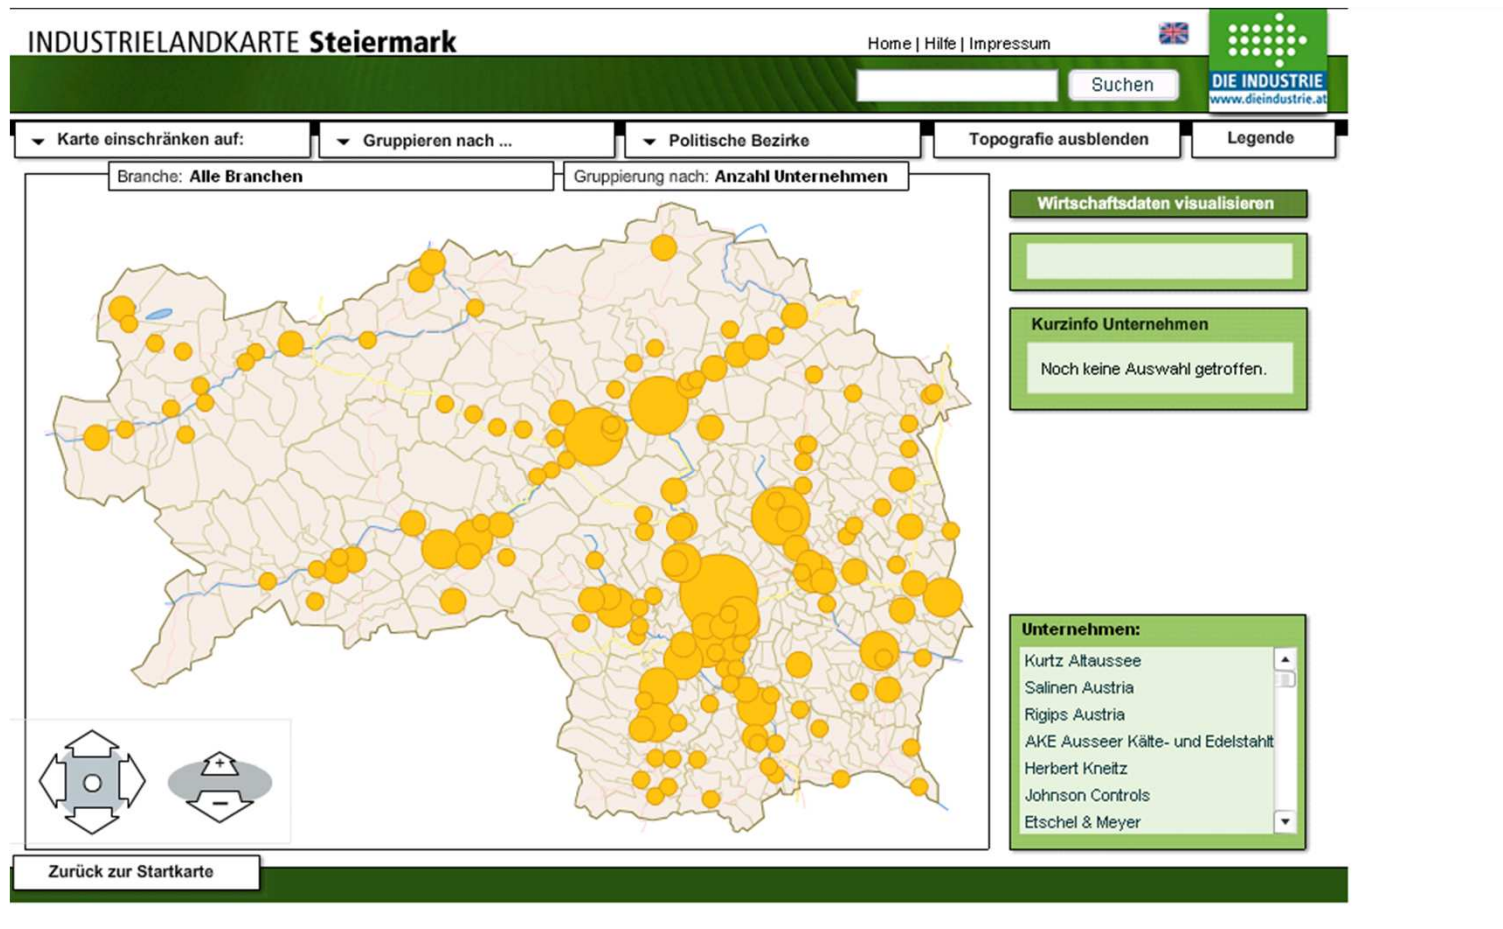 INDUSTRIELANDKARTE Steiermark
Home | Hilfe | Impressum
Suchen
DIE INDUSTRIE
www.dieindustrie.at
Karte einschränken auf:
Gruppieren nach ...
Politische Bezirke
Topografie ausblenden
Legende
Branche: Alle Branchen
Gruppierung nach: Anzahl Unternehmen
Wirtschaftsdaten visualisieren
Kurzinfo Unternehmen
Noch keine Auswahl getroffen.
Unternehmen:
Kurtz Altaussee
Salinen Austria
Rigips Austria
AKE Ausseer Kälte- und Edelstahlt
Herbert Kneitz
Johnson Controls
Etschel & Meyer
Zurück zur Startkarte